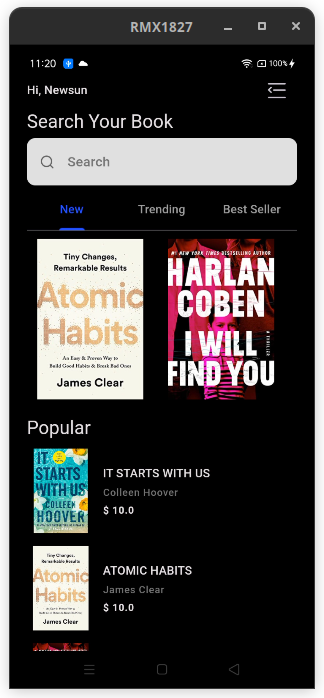 RMX1827
11:20
100%
Hi, Newsun
Search Your Book
Search
New
Trending
Best Seller
Tiny Changes,
Remarkable Results
Atomic
Habits
An Easy & Proven Way to
Build Good Habits & Break Bad Ones
James Clear
#1 NEW YORK TIMES BESTSELLING AUTHOR
HARLAN
COBEN
I WILL
FIND YOU
A THRILLER
Popular
IT
STARTS
WITH US
COLLEEN
HOOVER
IT STARTS WITH US
Colleen Hoover
$ 10.0
Tiny Changes,
Remarkable Results
Atomic
Habits
James Clear
ATOMIC HABITS
James Clear
$ 10.0